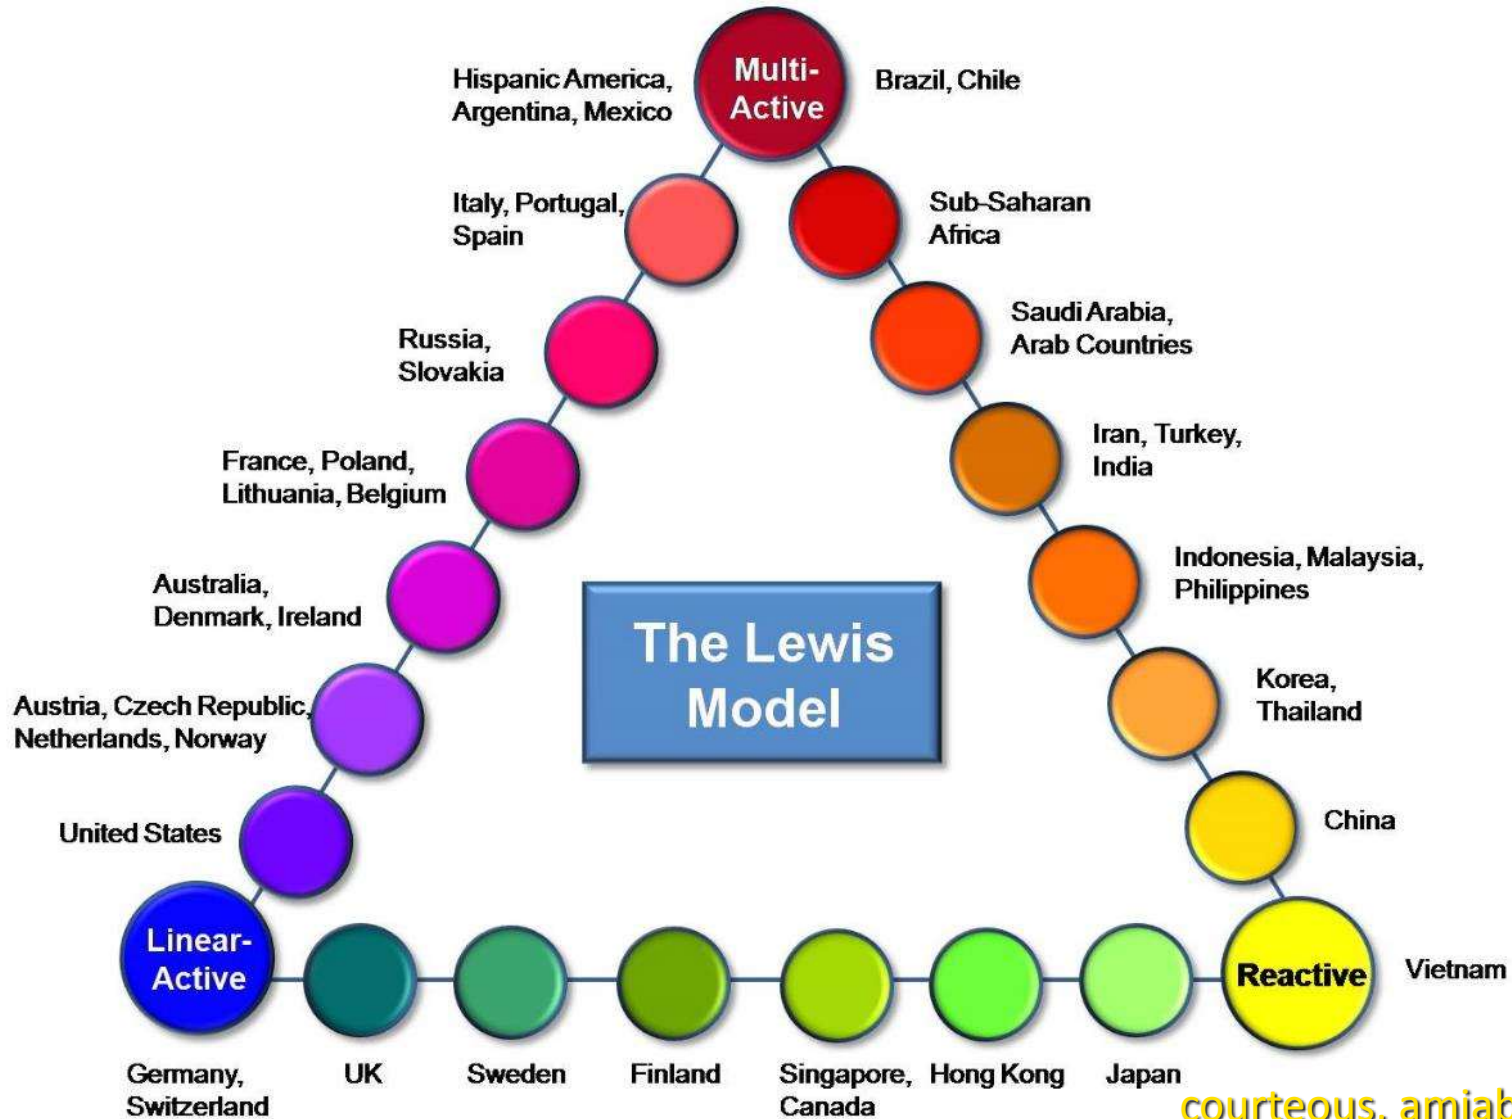 Multi-
Active
Hispanic America,
Argentina, Mexico
Brazil, Chile
Italy, Portugal,
Spain
Sub-Saharan
Africa
Russia,
Slovakia
Saudi Arabia,
Arab Countries
France, Poland,
Lithuania, Belgium
Iran, Turkey,
India
Australia,
Denmark, Ireland
Indonesia, Malaysia,
Philippines
The Lewis
Model
Austria, Czech Republic,
Netherlands, Norway
Korea,
Thailand
United States
China
Linear-
Active
Reactive
Vietnam
Germany,
Switzerland
UK
Sweden
Finland
Singapore,
Canada
Hong Kong
Japan
courteous,